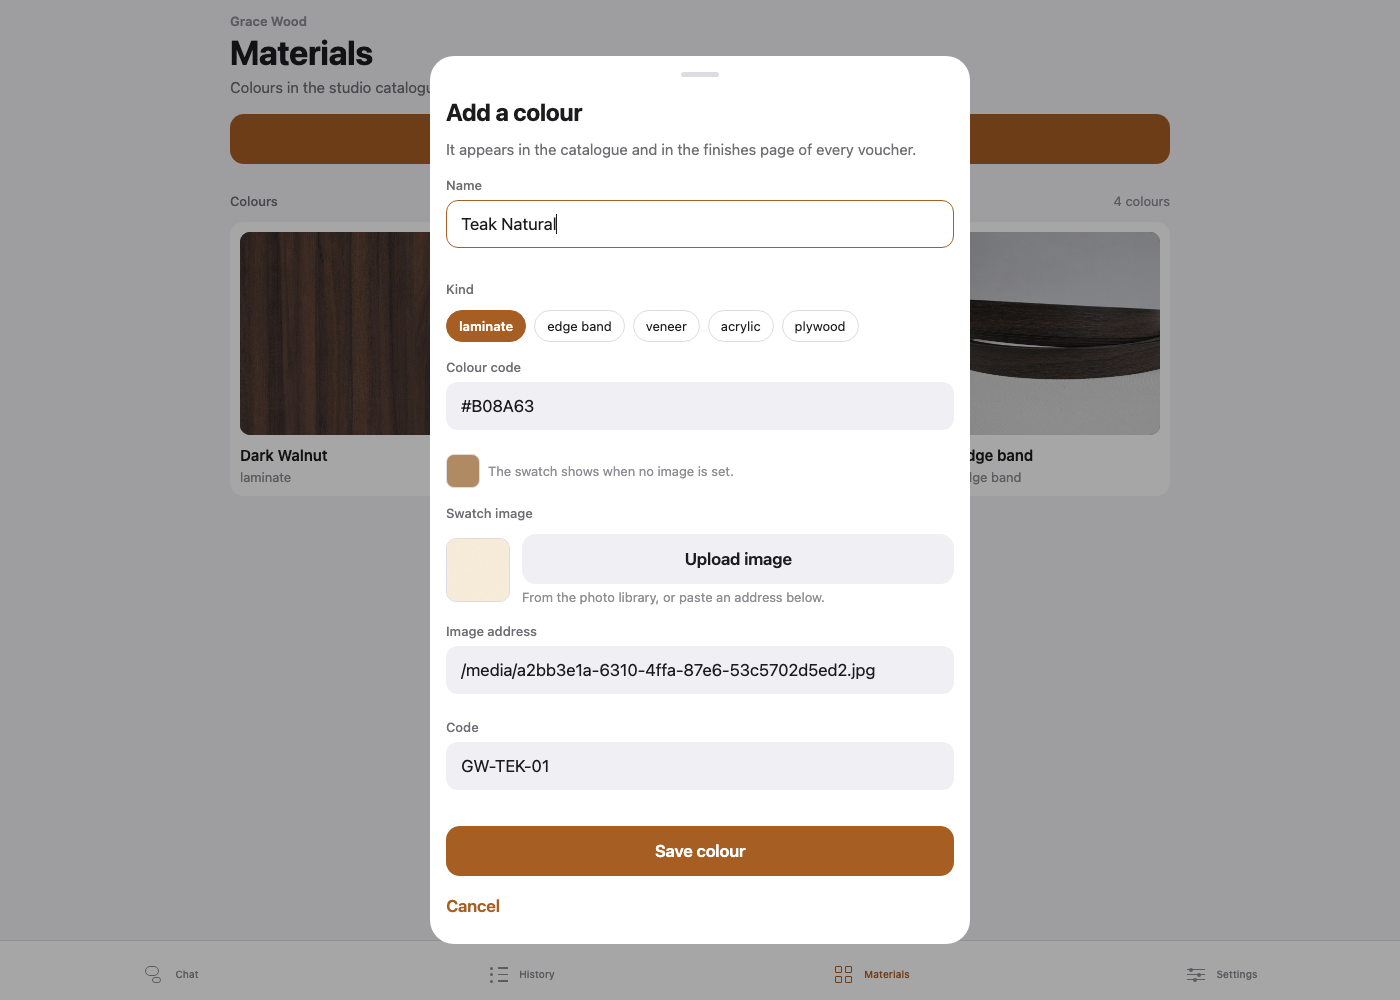 Grace Wood
Materials
Colours in the studio catalogu
Colours
4 colours
Dark Walnut
laminate
dge band
lge band
Add a colour
It appears in the catalogue and in the finishes page of every voucher.
Name
Teak Natural
Kind
laminate
edge band
veneer
acrylic
plywood
Colour code
#B08A63
The swatch shows when no image is set.
Swatch image
Upload image
From the photo library, or paste an address below.
Image address
/media/a2bb3e1a-6310-4ffa-87e6-53c5702d5ed2.jpg
Code
GW-TEK-01
Save colour
Cancel
Chat
History
Materials
Settings